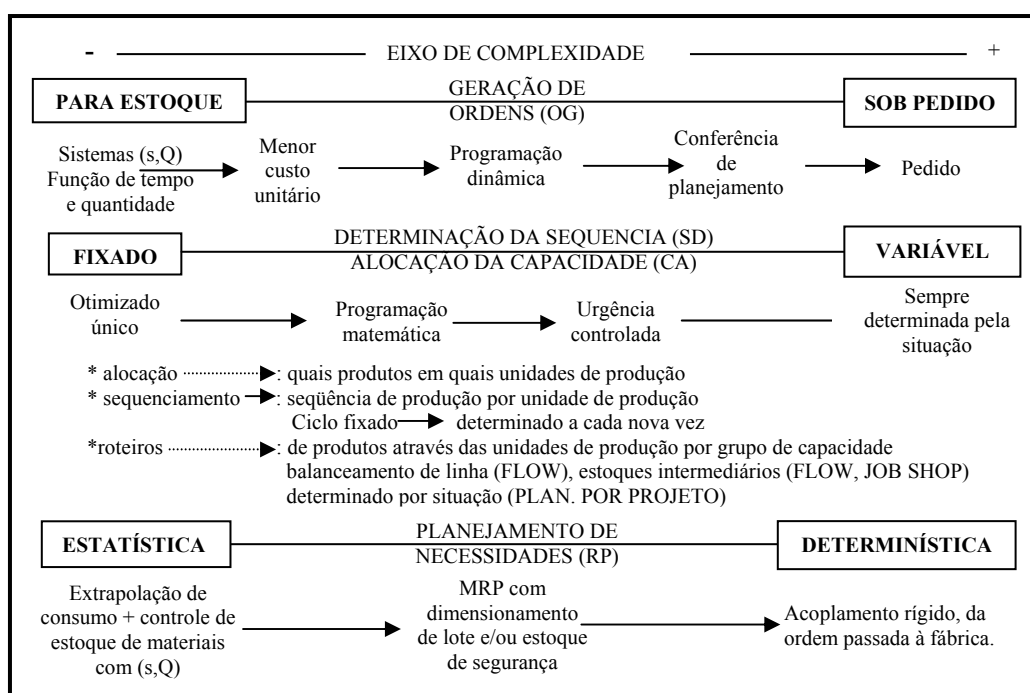 - EIXO DE COMPLEXIDADE +
PARA ESTOQUE GERAÇÃO DE ORDENS (OG) SOB PEDIDO
Sistemas (s,Q)
Função de tempo
e quantidade
Menor
custo
unitário
Programação
dinâmica
Conferência
de
planejamento
Pedido
FIXADO DETERMINAÇÃO DA SEQUENCIA (SD)
ALOCAÇÃO DA CAPACIDADE (CA) VARIÁVEL
Otimizado
único
Programação
matemática
Urgência
controlada
Sempre
determinada pela
situação
* alocação : quais produtos em quais unidades de produção
* sequenciamento : seqüência de produção por unidade de produção
Ciclo fixado determinado a cada nova vez
*roteiros : de produtos através das unidades de produção por grupo de capacidade
balanceamento de linha (FLOW), estoques intermediários (FLOW, JOB SHOP)
determinado por situação (PLAN. POR PROJETO)
ESTATÍSTICA PLANEJAMENTO DE
NECESSIDADES (RP) DETERMINÍSTICA
Extrapolação de
consumo + controle de
estoque de materiais
com (s,Q)
MRP com
dimensionamento
de lote e/ou estoque
de segurança
Acoplamento rígido, da
ordem passada à fábrica.